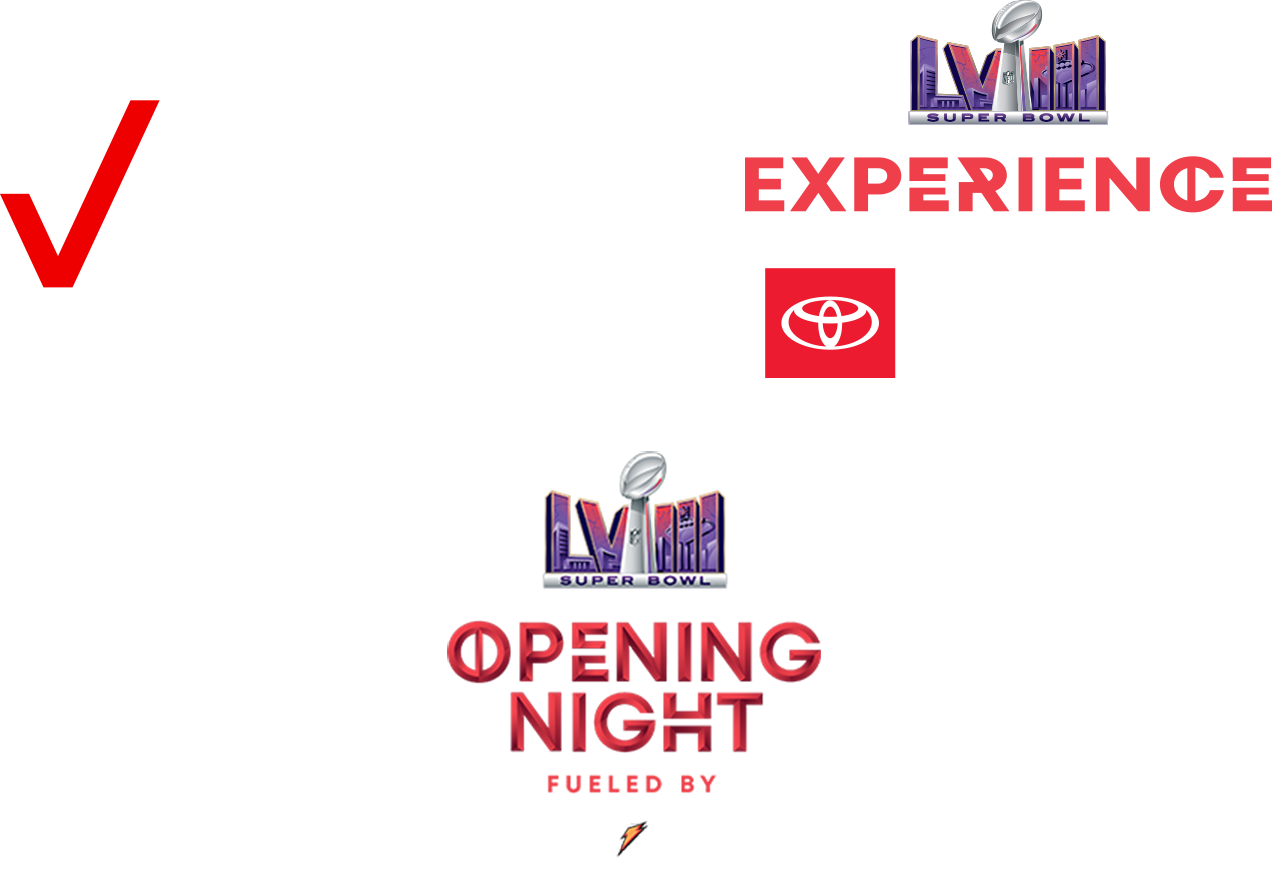 LVIII
SUPER BOWL
EXPERIENCE
LVIII
SUPER BOWL
OPENING
NIGHT
FUELED BY